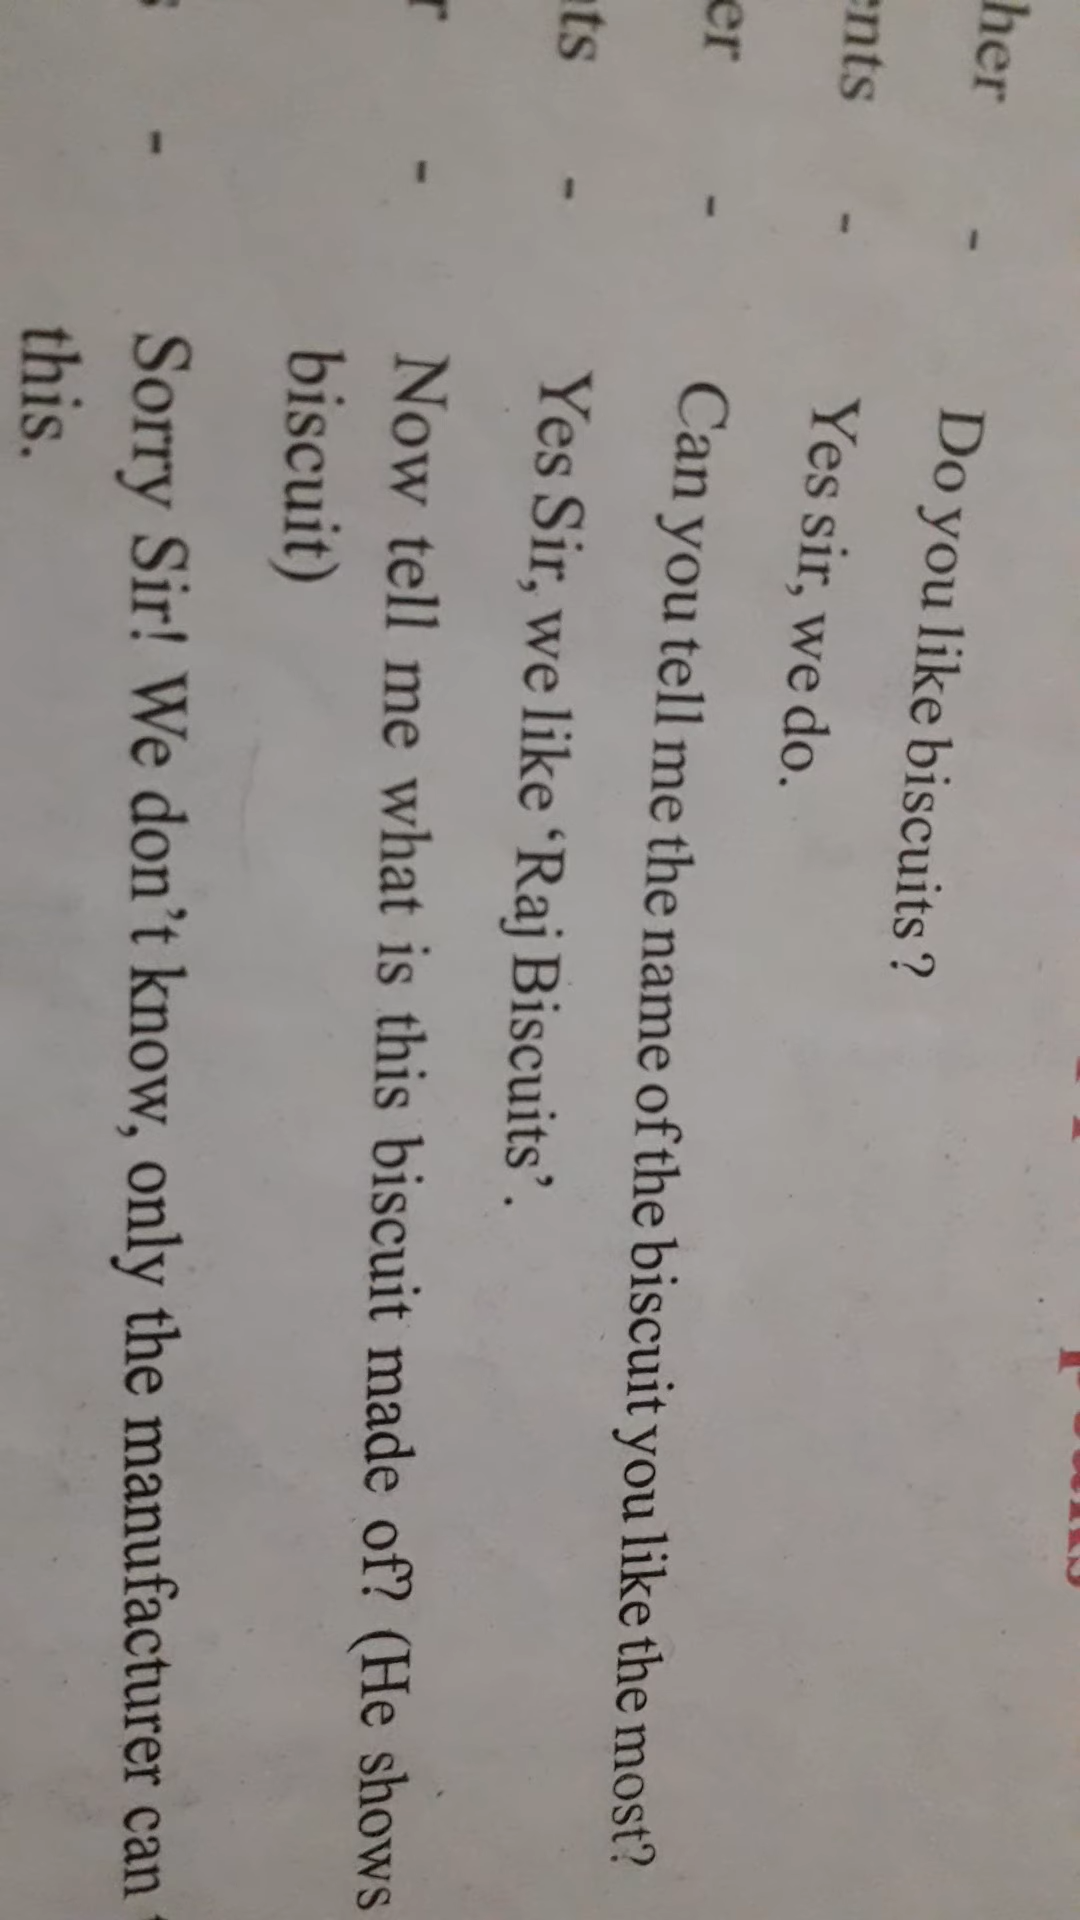 her - Do you like biscuits ?
ents - Yes sir, we do.
er - Can you tell me the name of the biscuit you like the most?
nts - Yes Sir, we like ‘Raj Biscuits’.
r - Now tell me what is this biscuit made of? (He shows
biscuit)
- Sorry Sir! We don’t know, only the manufacturer can
this.